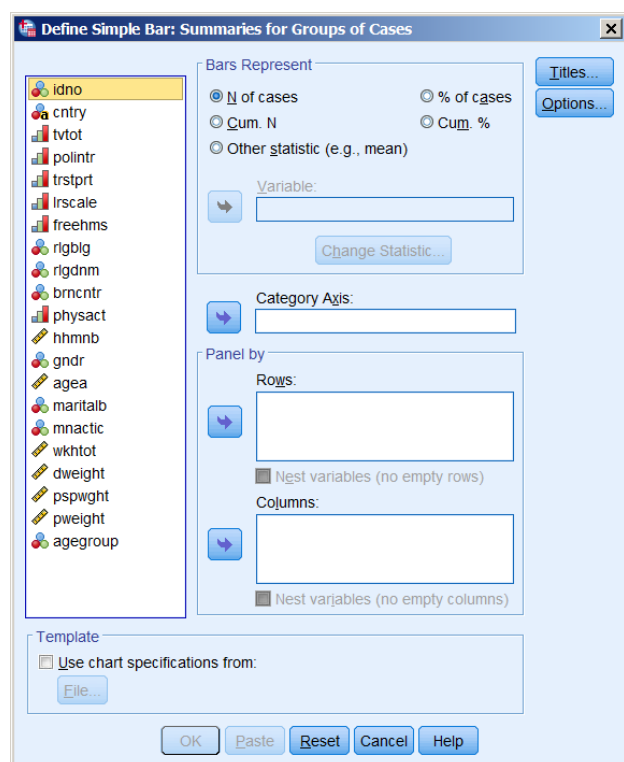 Define Simple Bar: Summaries for Groups of Cases
idno
cntry
tvtot
polintr
trstprt
lrscale
freehms
rlgblg
rlgdnm
brncntr
physact
hhmnb
gndr
agea
maritalb
mnactic
wkhtot
dweight
pspwght
pweight
agegroup
Bars Represent
N of cases
% of cases
Cum. N
Cum. %
Other statistic (e.g., mean)
Variable:
Change Statistic...
Category Axis:
Panel by
Rows:
Nest variables (no empty rows)
Columns:
Nest variables (no empty columns)
Titles...
Options...
Template
Use chart specifications from:
File...
OK Paste Reset Cancel Help